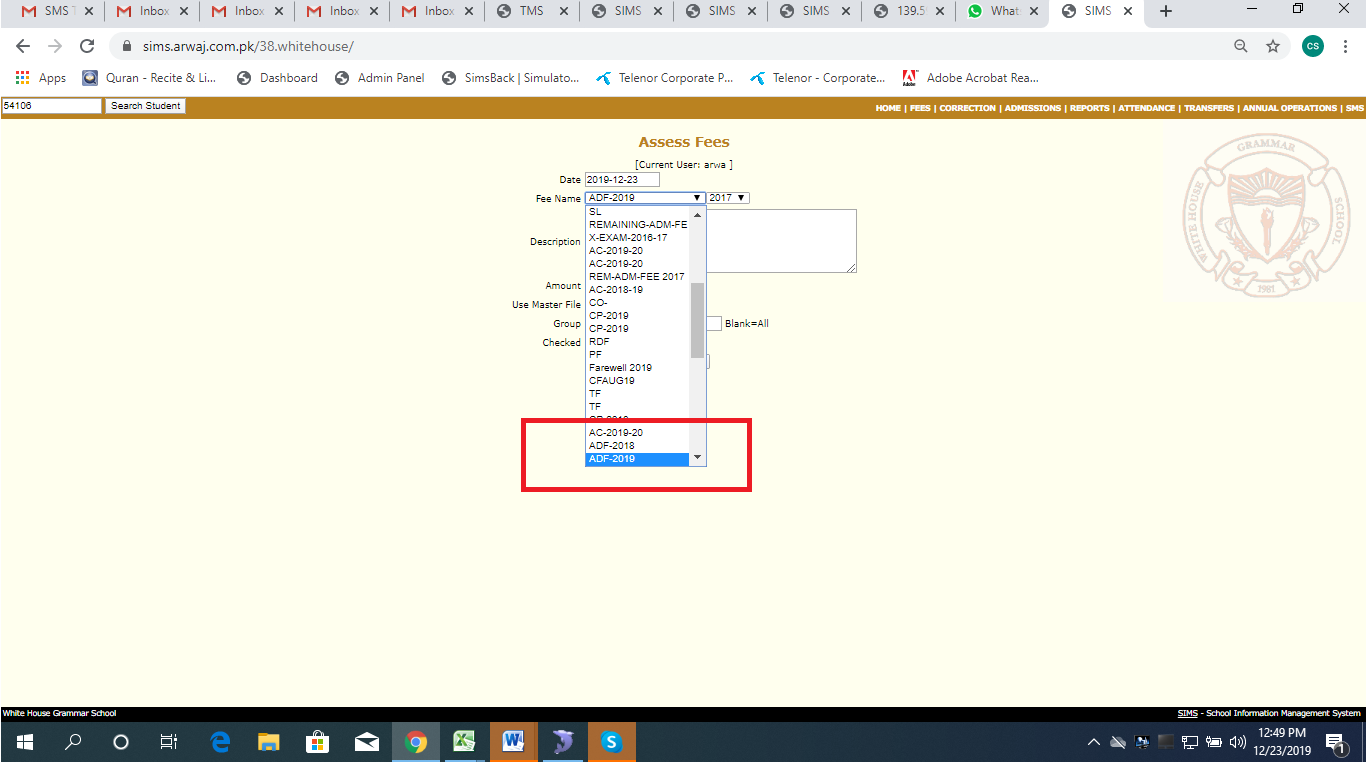 SMS T
Inbox
Inbox
Inbox
Inbox
TMS
SIMS
SIMS
SIMS
139.5
What
SIMS
sims.arwaj.com.pk/38.whitehouse/
CS
Apps
Quran - Recite & Li...
Dashboard
Admin Panel
SimsBack | Simulato...
Telenor Corporate P...
Telenor - Corporate...
Adobe Acrobat Rea...
54106
Search Student
HOME | FEES | CORRECTION | ADMISSIONS | REPORTS | ATTENDANCE | TRANSFERS | ANNUAL OPERATIONS | SMS
Assess Fees
[Current User: arwa ]
Date 2019-12-23
Fee Name ADF-2019 2017
SL
REMAINING-ADM-FE
X-EXAM-2016-17
Description
AC-2019-20
AC-2019-20
REM-ADM-FEE 2017
Amount
AC-2018-19
Use Master File
CO-
CP-2019
Group
CP-2019
Blank=All
Checked
RDF
PF
Farewell 2019
CFAUG19
TF
TF
AC-2019-20
ADF-2018
ADF-2019
WHITE HOUSE GRAMMAR SCHOOL
1981
White House Grammar School
SIMS - School Information Management System
12:49 PM
12/23/2019
1